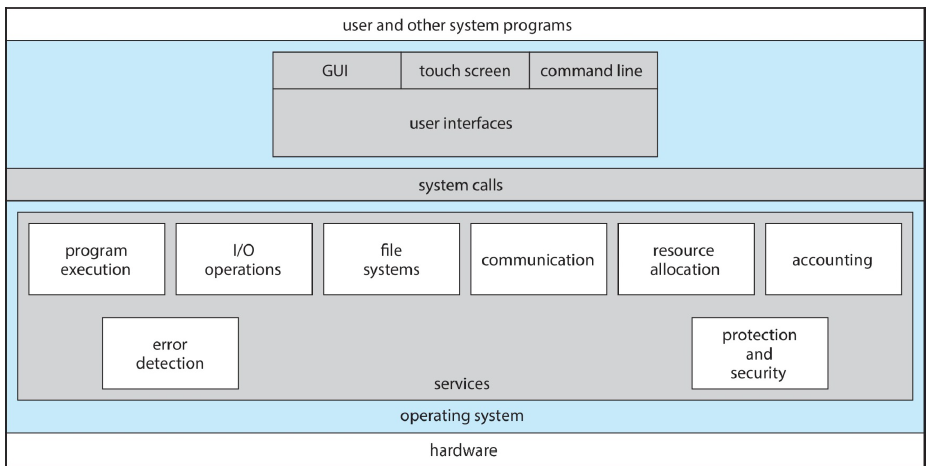 user and other system programs
GUI
touch screen
command line
user interfaces
system calls
program
execution
I/O
operations
file
systems
communication
resource
allocation
accounting
error
detection
protection
and
security
services
operating system
hardware